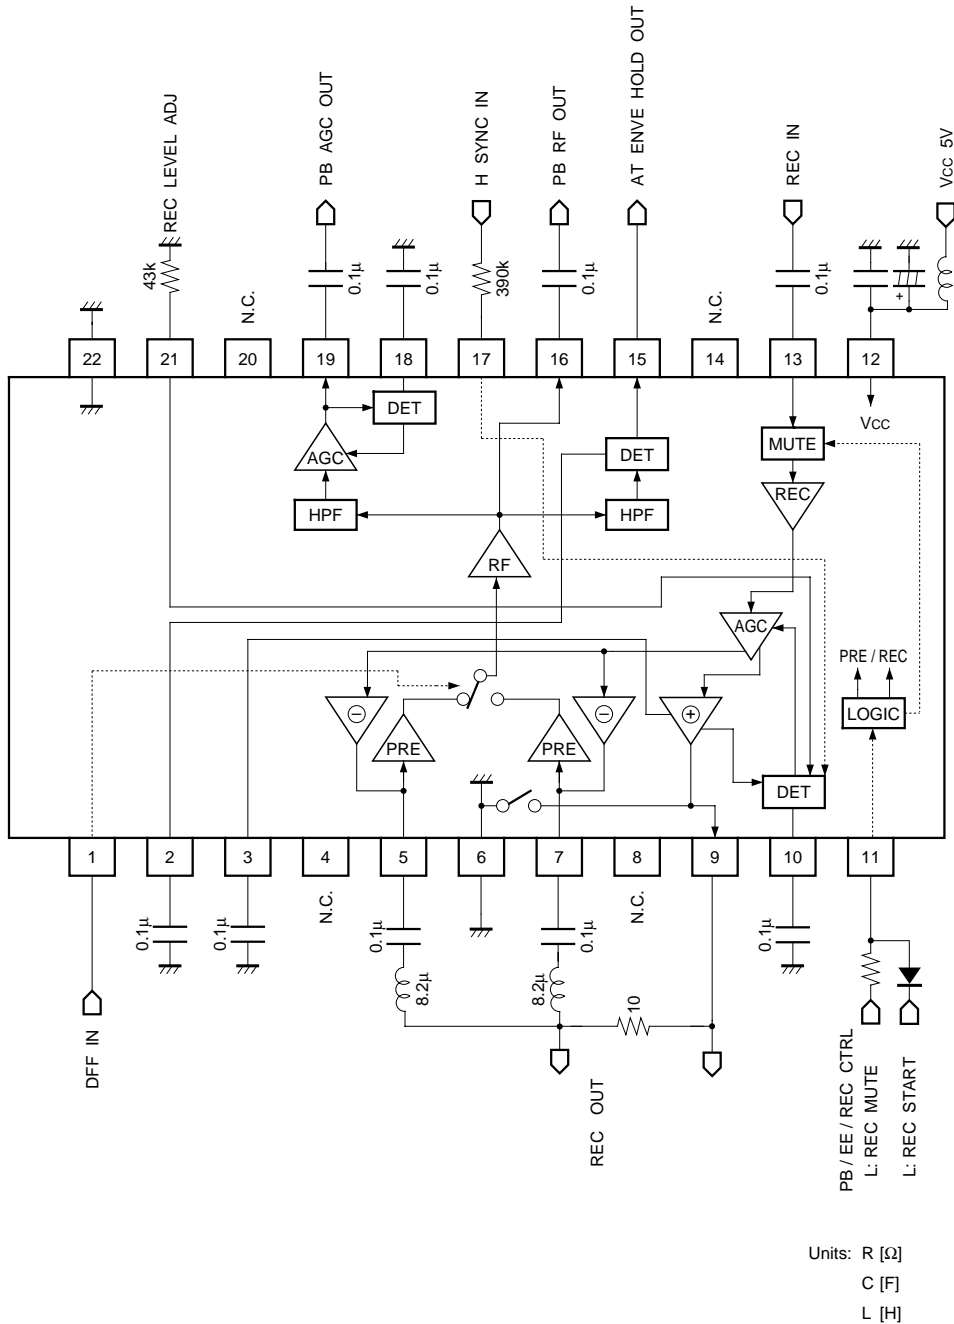 REC LEVEL ADJ
PB AGC OUT
H SYNC IN
PB RF OUT
AT ENVE HOLD OUT
REC IN
VCC 5V
43k
N.C.
0.1μ
0.1μ
390k
0.1μ
N.C.
0.1μ
+
22
21
20
19
18
17
16
15
14
13
12
DET
AGC
HPF
RF
DET
HPF
VCC
MUTE
REC
AGC
PRE / REC
LOGIC
−
PRE
PRE
−
+
DET
1
2
3
4
5
6
7
8
9
10
11
0.1μ
0.1μ
N.C.
0.1μ
8.2μ
0.1μ
8.2μ
N.C.
10
0.1μ
DFF IN
REC OUT
PB / EE / REC CTRL
L: REC MUTE
L: REC START
Units: R [Ω]
C [F]
L [H]